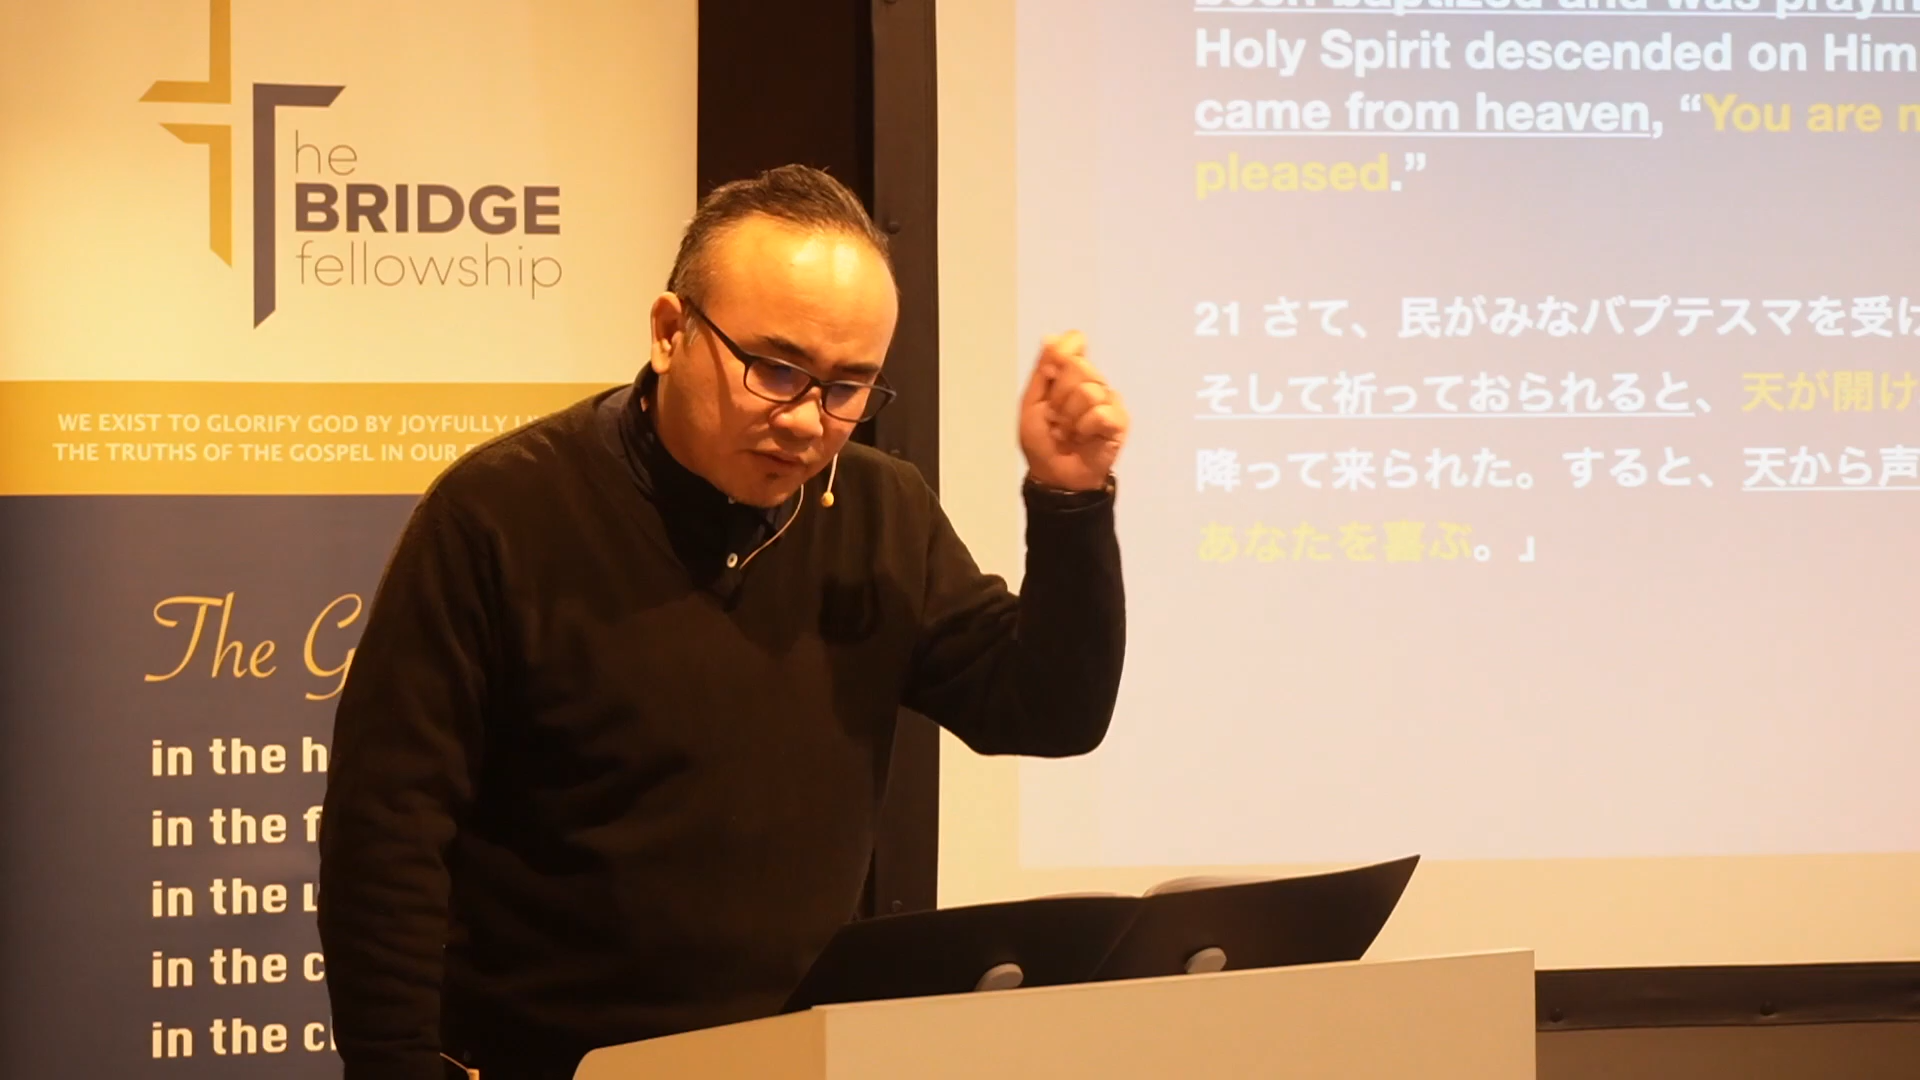 he
BRIDGE
fellowship
WE EXIST TO GLORIFY GOD BY JOYFULLY
THE TRUTHS OF THE GOSPEL IN OUR
The G
in the h
in the f
in the
in the c
in the c
been baptized and was
Holy Spirit descended on Him
came from heaven, “You are
pleased.”
21 さて、民がみなバプテスマを受け
そして祈っておられると、天が開け
降って来られた。すると、天から声
あなたを喜ぶ。」